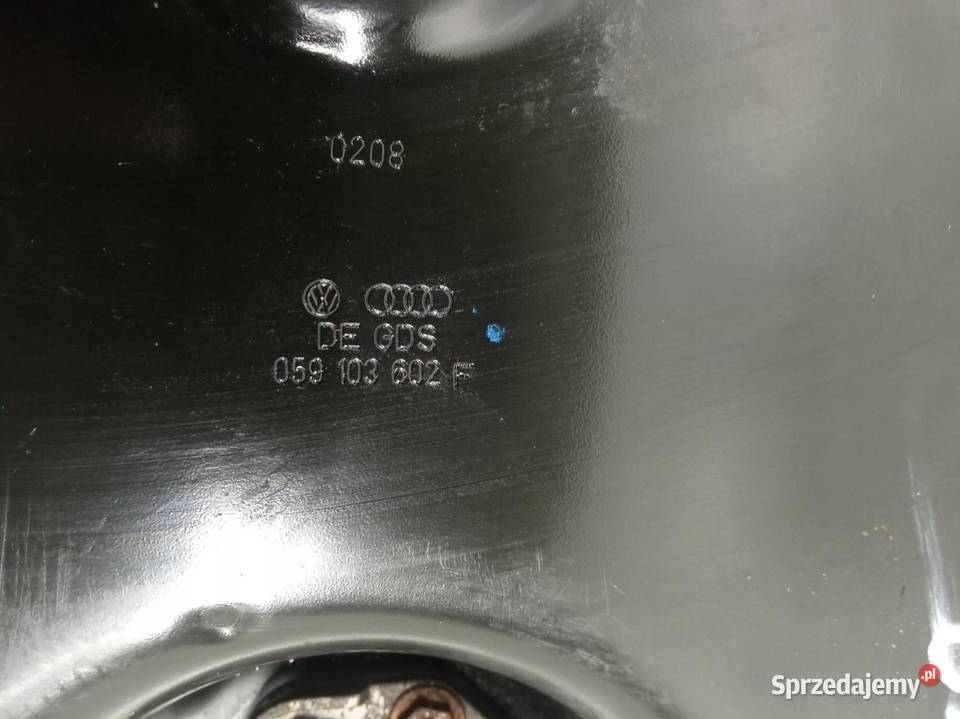 0208
DE GDS
059 103 602 F
Sprzedajemy.pl